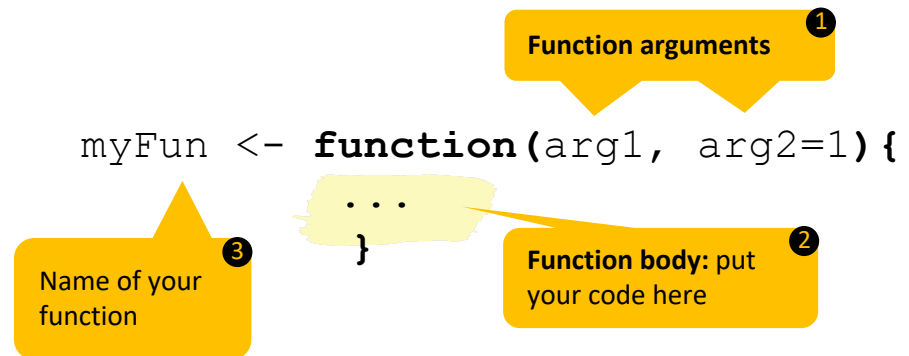 Function arguments
1
myFun <- function(arg1, arg2=1){
...
}
3
Name of your
function
2
Function body: put
your code here